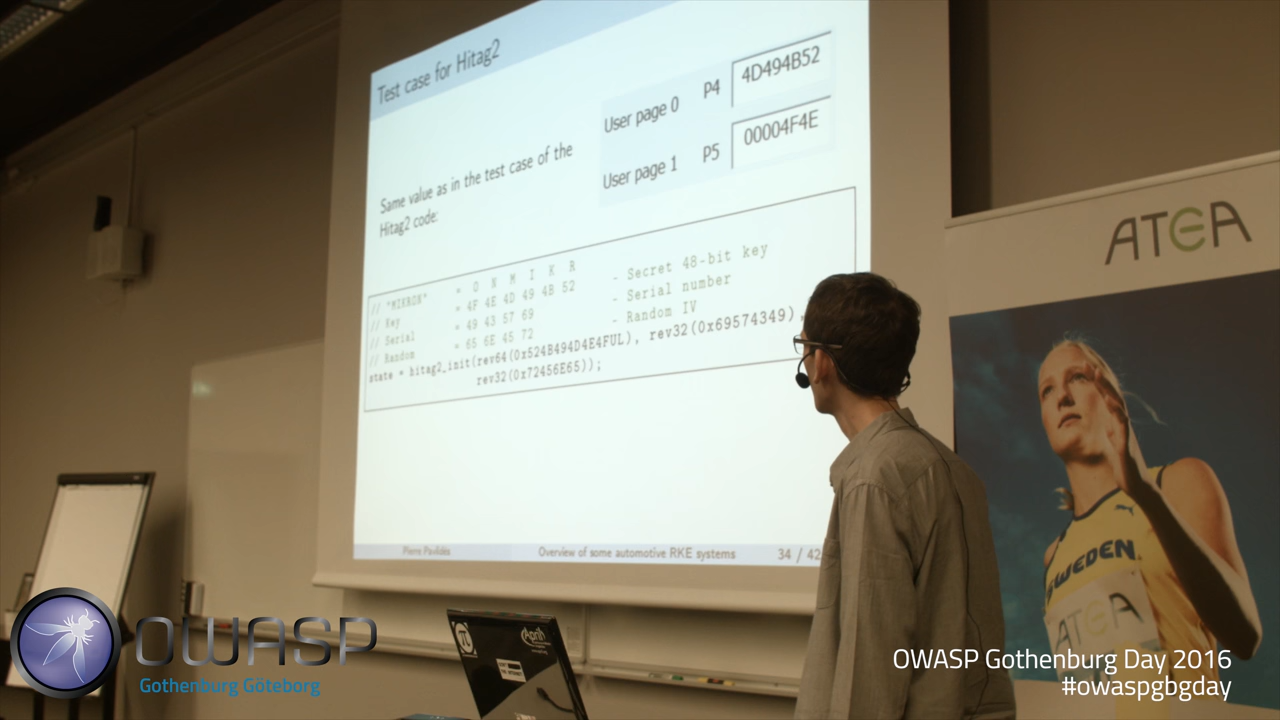 Test case for Hitag2
User page 0 P4 4D494B52
User page 1 P5 00004F4E
Same value as in the test case of the
Hitag2 code:
// "MIKRON" = O N M I K R
// Key = 4F 4E 4D 49 4B 52 - Secret 48-bit key
// Serial = 49 43 57 69 - Serial number
// Random = 65 6E 45 72 - Random IV
state = hitag2_init(rev64(0x524B494D4E4FUL), rev32(0x69574349),
rev32(0x72456E65));
Overview of some automotive RKE systems
34 / 42
ATEA
SWEDEN
ATEA
April
OWASP
Gothenburg Göteborg
OWASP Gothenburg Day 2016
#owaspgbgday